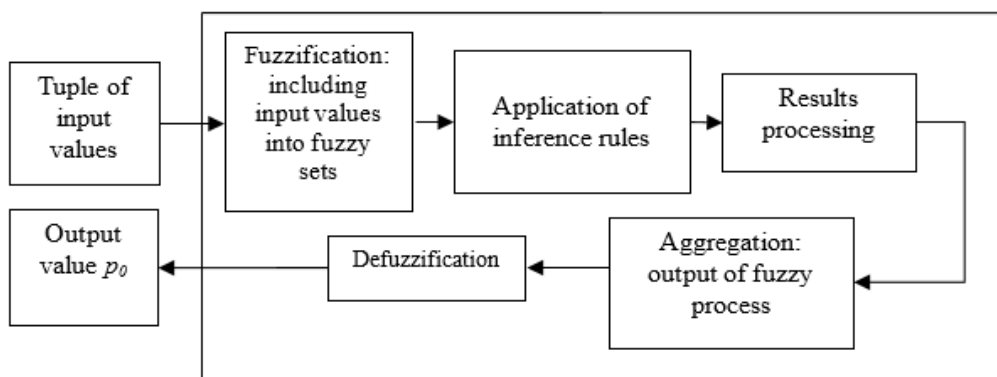 Tuple of
input
values
Fuzzification:
including
input values
into fuzzy
sets
Application of
inference rules
Results
processing
Aggregation:
output of fuzzy
process
Defuzzification
Output
value p₀